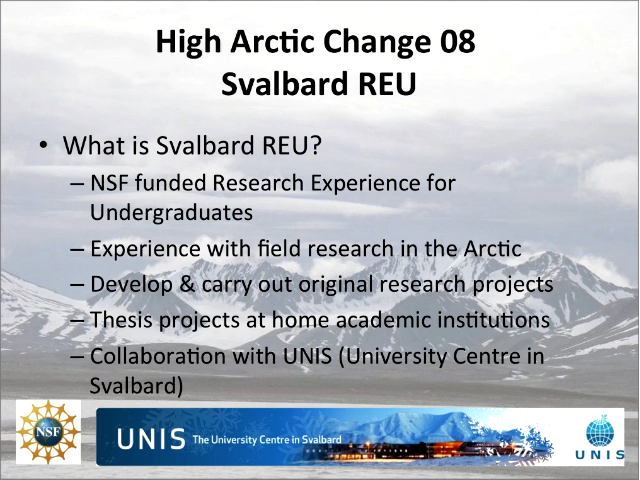 High Arctic Change 08
Svalbard REU
• What is Svalbard REU?
– NSF funded Research Experience for
Undergraduates
– Experience with field research in the Arctic
– Develop & carry out original research projects
– Thesis projects at home academic institutions
– Collaboration with UNIS (University Centre in
Svalbard)
NSF
UNIS The University Centre in Svalbard
UNIS